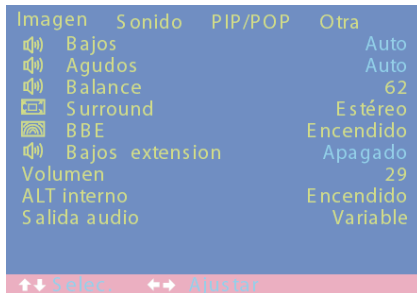 Imagen Sonido PIP/POP Otra
Bajos Auto
Agudos Auto
Balance 62
Surround Estéreo
BBE Encendido
Bajos extension Apagado
Volumen 29
ALT interno Encendido
Salida audio Variable
Selec. Ajustar